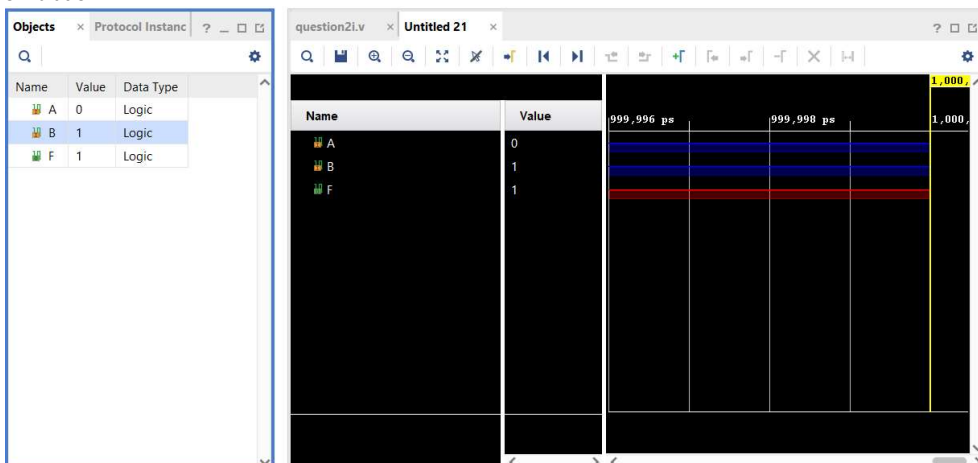 Objects × Protocol Instanc ? _
Name Value Data Type
A 0 Logic
B 1 Logic
F 1 Logic
question2i.v × Untitled 21 × ?
1,000,
Name Value
999,996 ps 999,998 ps 1,000,
A 0
B 1
F 1